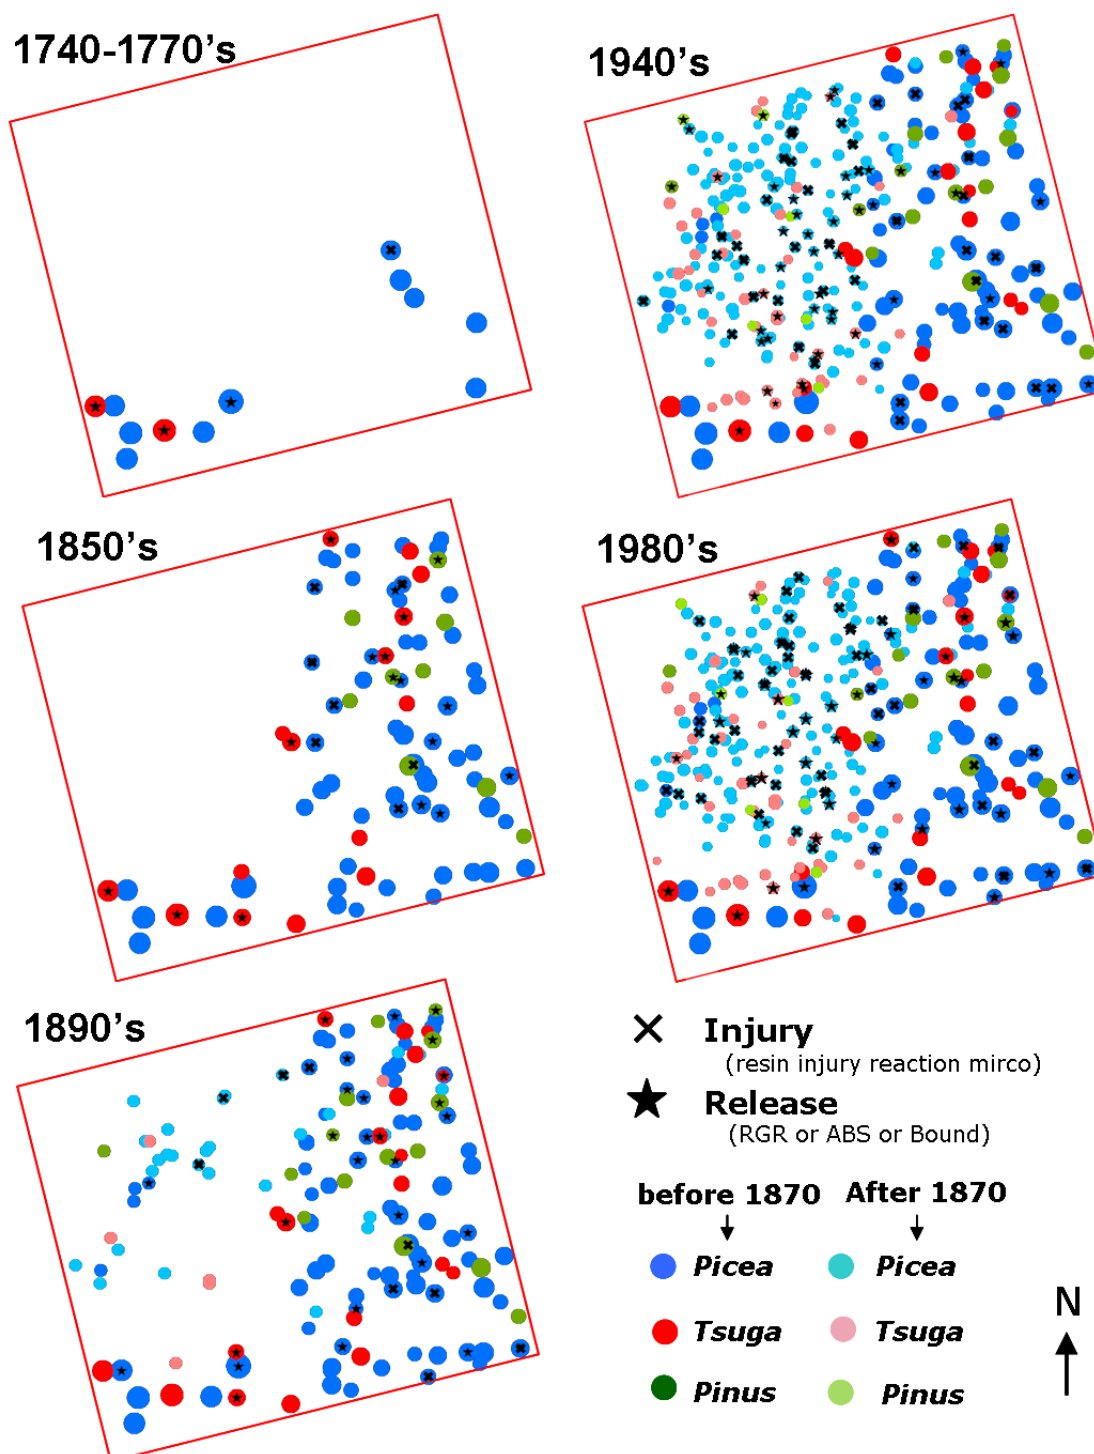 1740-1770's
1940's
1850's
1980's
1890's
Injury
(resin injury reaction mirco)
Release
(RGR or ABS or Bound)
before 1870 After 1870
Picea Picea
Tsuga Tsuga
Pinus Pinus
N